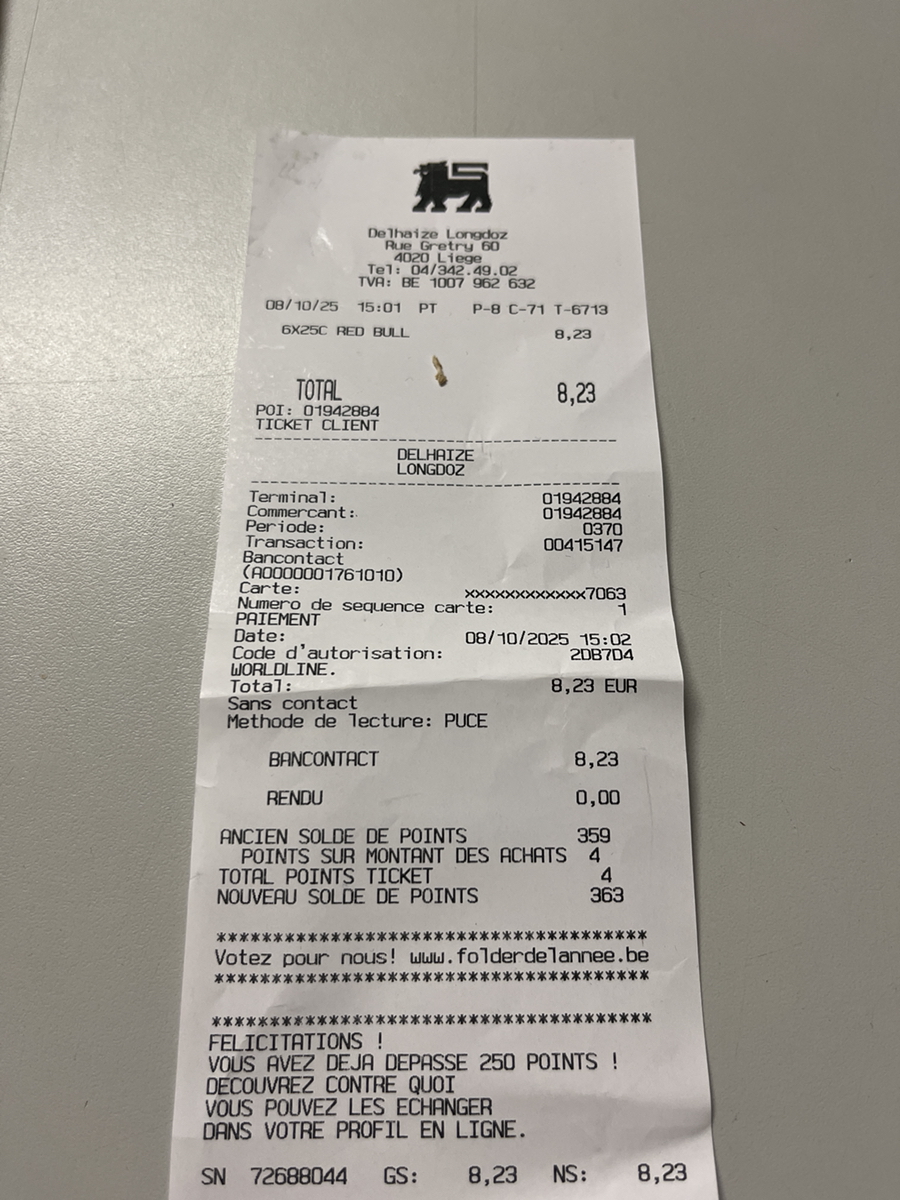 Delhaize Longdoz
Rue Gretry 60
4020 Liege
Tel: 04/342.49.02
TVA: BE 1007 962 632
08/10/25 15:01 PT P-8 C-71 T-6713
6X25C RED BULL 8,23
TOTAL 8,23
POI: 01942884
TICKET CLIENT
----------------------------------------
DELHAIZE
LONGDOZ
----------------------------------------
Terminal: 01942884
Commercant: 01942884
Periode: 0370
Transaction: 00415147
Bancontact
(A0000001761010)
Carte: xxxxxxxxxxxxx7063
Numero de sequence carte: 1
PAIEMENT
Date: 08/10/2025 15:02
Code d'autorisation: 2DB7D4
WORLDLINE.
Total: 8,23 EUR
Sans contact
Methode de lecture: PUCE
BANCONTACT 8,23
RENDU 0,00
ANCIEN SOLDE DE POINTS 359
POINTS SUR MONTANT DES ACHATS 4
TOTAL POINTS TICKET 4
NOUVEAU SOLDE DE POINTS 363
***************************************
Votez pour nous! www.folderdelannee.be
***************************************
***************************************
FELICITATIONS !
VOUS AVEZ DEJA DEPASSE 250 POINTS !
DECOUVREZ CONTRE QUOI
VOUS POUVEZ LES ECHANGER
DANS VOTRE PROFIL EN LIGNE.
SN 72688044 GS: 8,23 NS: 8,23